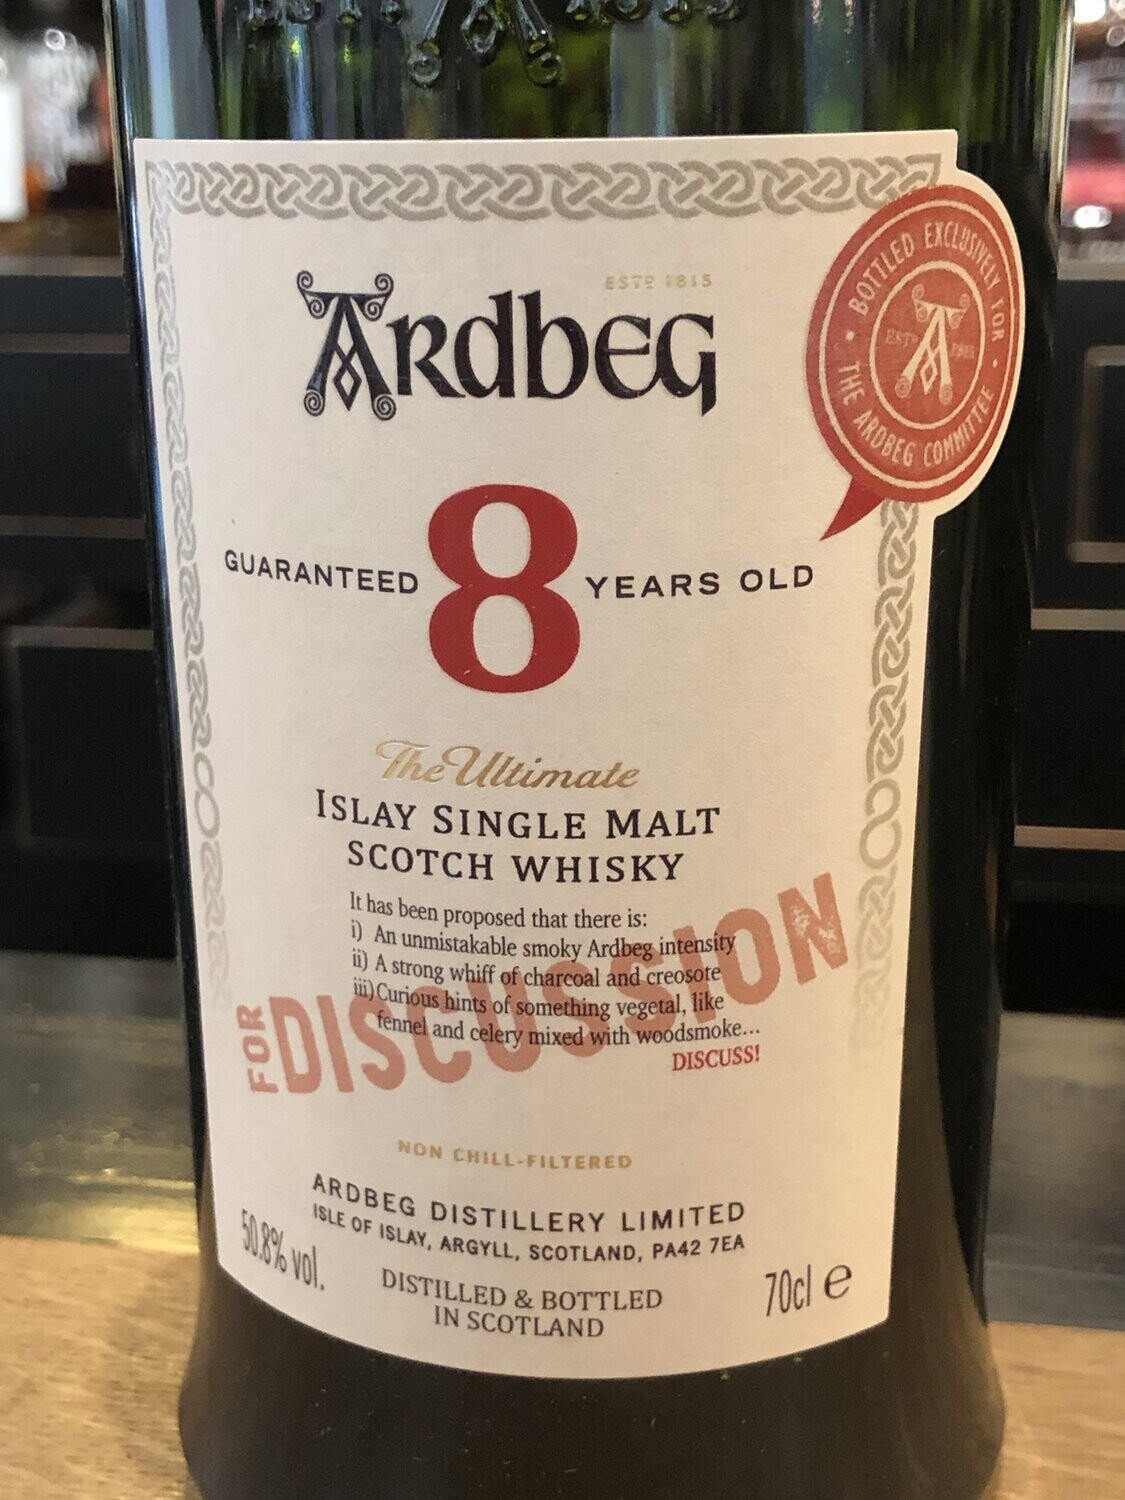 ESTD 1815
ARDBEG
BOTTLED EXCLUSIVELY FOR
THE ARDBEG COMMITTEE
ESTD 1815
A
GUARANTEED 8 YEARS OLD
The Ultimate
ISLAY SINGLE MALT
SCOTCH WHISKY
It has been proposed that there is:
i) An unmistakable smoky Ardbeg intensity
ii) A strong whiff of charcoal and creosote
iii) Curious hints of something vegetal, like
fennel and celery mixed with woodsmoke...
DISCUSS!
FOR DISCUSSION
NON CHILL-FILTERED
ARDBEG DISTILLERY LIMITED
ISLE OF ISLAY, ARGYLL, SCOTLAND, PA42 7EA
50.8% vol.
DISTILLED & BOTTLED
IN SCOTLAND
70cl e